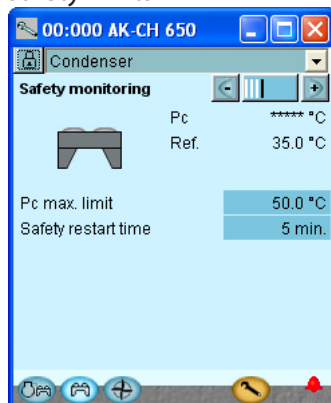 00:000 AK-CH 650
Condenser
Safety monitoring
Pc ***** °C
Ref. 35.0 °C
Pc max. limit 50.0 °C
Safety restart time 5 min.